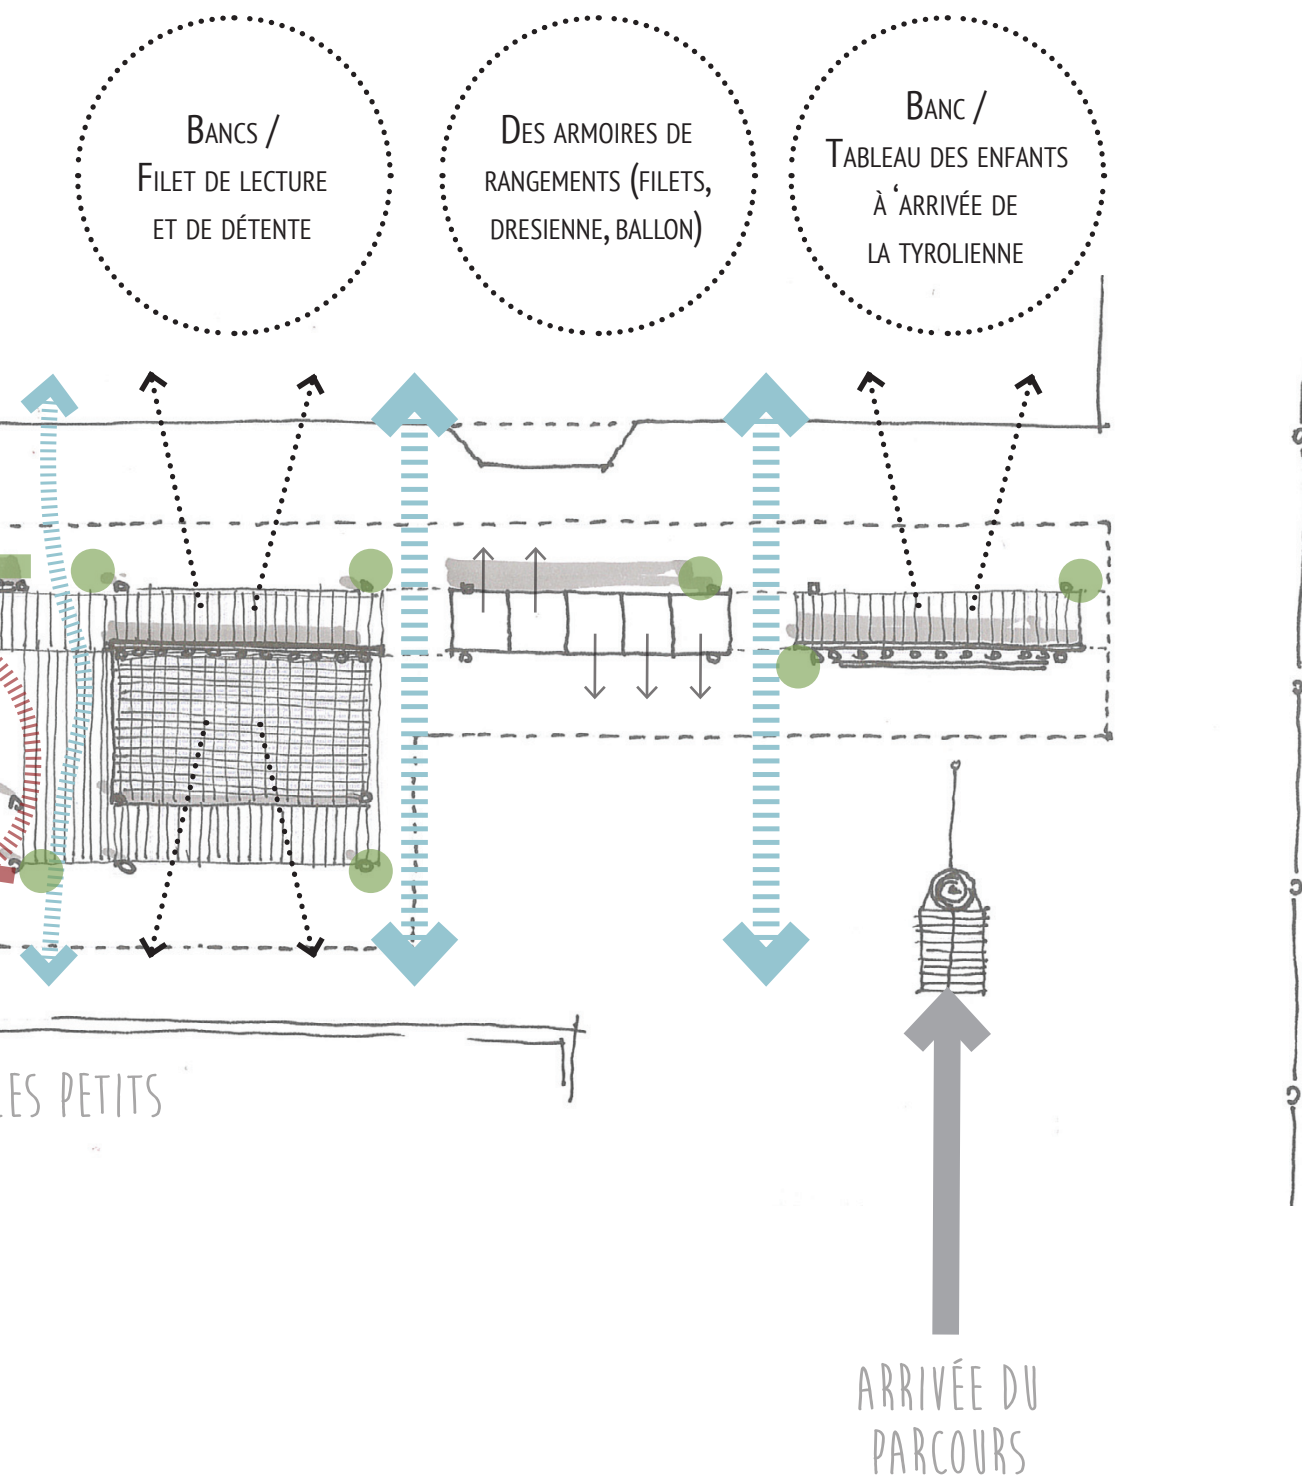 Bancs /
Filet de lecture
et de détente
Des armoires de
rangements (filets,
dresienne, ballon)
Banc /
Tableau des enfants
à ‘arrivée de
la tyrolienne
LES PETITS
ARRIVÉE DU
PARCOURS